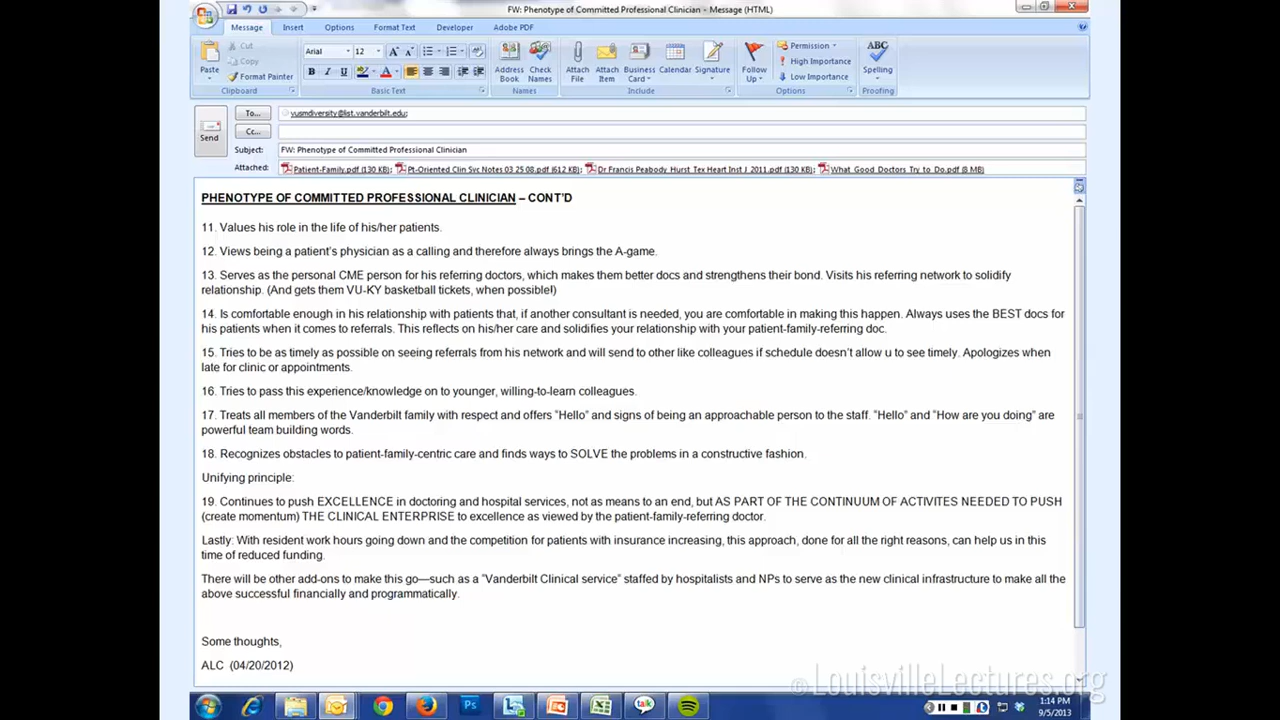 FW: Phenotype of Committed Professional Clinician - Message (HTML)
Message Insert Options Format Text Developer Adobe PDF
Cut
Copy
Format Painter
Paste
Clipboard
Arial 12
B I U
Basic Text
Address Book
Check Names
Names
Attach File
Attach Item
Business Card
Calendar
Signature
Include
Follow Up
Permission
High Importance
Low Importance
Options
ABC
Spelling
Proofing
Send
To... vusmdiversity@list.vanderbilt.edu;
Cc...
Subject: FW: Phenotype of Committed Professional Clinician
Attached: Patient-Family.pdf (130 KB); Pt-Oriented Clin Svc Notes 03 25 08.pdf (612 KB); Dr Francis Peabody_Hurst_Tex Heart Inst J_2011.pdf (130 KB); What_Good_Doctors_Try_to_Do.pdf (8 MB)
PHENOTYPE OF COMMITTED PROFESSIONAL CLINICIAN – CONT'D
11. Values his role in the life of his/her patients.
12. Views being a patient's physician as a calling and therefore always brings the A-game.
13. Serves as the personal CME person for his referring doctors, which makes them better docs and strengthens their bond. Visits his referring network to solidify
relationship. (And gets them VU-KY basketball tickets, when possible!)
14. Is comfortable enough in his relationship with patients that, if another consultant is needed, you are comfortable in making this happen. Always uses the BEST docs for
his patients when it comes to referrals. This reflects on his/her care and solidifies your relationship with your patient-family-referring doc.
15. Tries to be as timely as possible on seeing referrals from his network and will send to other like colleagues if schedule doesn't allow u to see timely. Apologizes when
late for clinic or appointments.
16. Tries to pass this experience/knowledge on to younger, willing-to-learn colleagues.
17. Treats all members of the Vanderbilt family with respect and offers "Hello" and signs of being an approachable person to the staff. "Hello" and "How are you doing" are
powerful team building words.
18. Recognizes obstacles to patient-family-centric care and finds ways to SOLVE the problems in a constructive fashion.
Unifying principle:
19. Continues to push EXCELLENCE in doctoring and hospital services, not as means to an end, but AS PART OF THE CONTINUUM OF ACTIVITES NEEDED TO PUSH
(create momentum) THE CLINICAL ENTERPRISE to excellence as viewed by the patient-family-referring doctor.
Lastly: With resident work hours going down and the competition for patients with insurance increasing, this approach, done for all the right reasons, can help us in this
time of reduced funding.
There will be other add-ons to make this go—such as a "Vanderbilt Clinical service" staffed by hospitalists and NPs to serve as the new clinical infrastructure to make all the
above successful financially and programmatically.
Some thoughts,
ALC (04/20/2012)
©LouisvilleLectures.org
talk
1:14 PM
9/5/2013